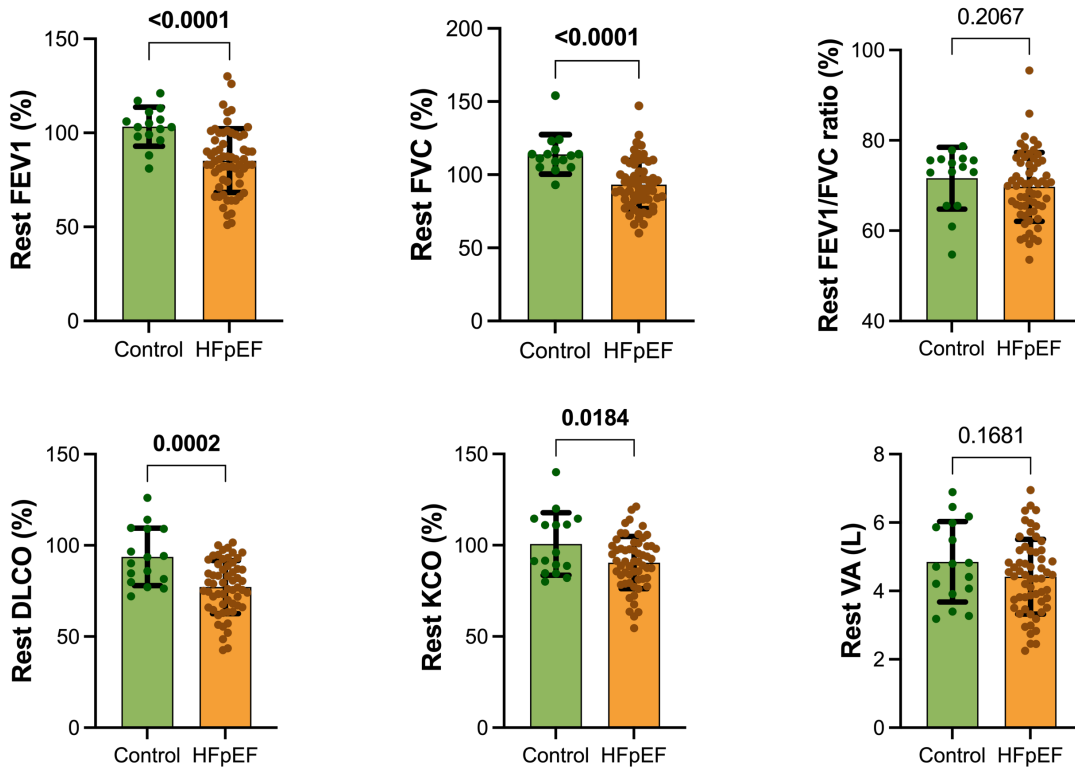 <0.0001
Rest FEV1 (%)
150
100
50
0
Control HFpEF
<0.0001
Rest FVC (%)
200
150
100
50
0
Control HFpEF
0.2067
Rest FEV1/FVC ratio (%)
100
80
60
40
Control HFpEF
0.0002
Rest DLCO (%)
150
100
50
0
Control HFpEF
0.0184
Rest KCO (%)
150
100
50
0
Control HFpEF
0.1681
Rest VA (L)
8
6
4
2
0
Control HFpEF